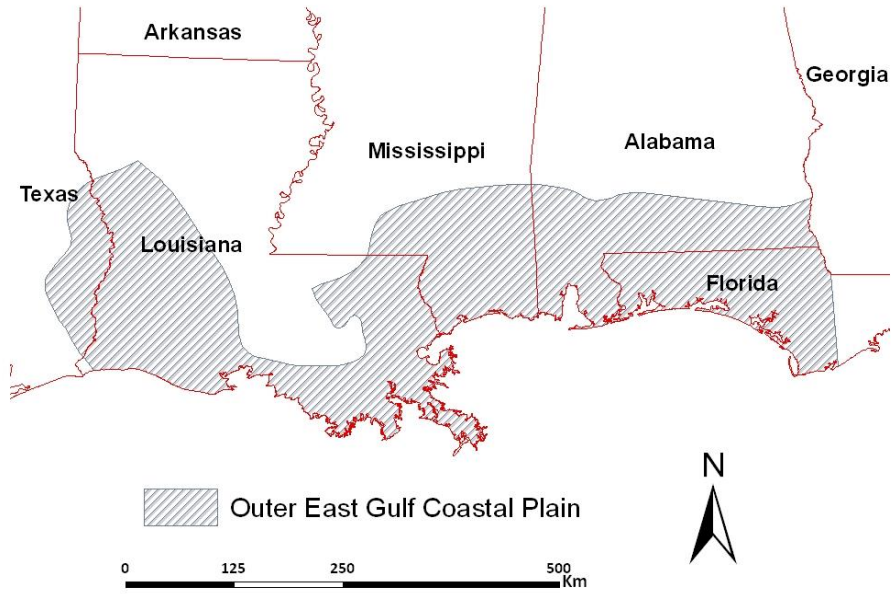 Arkansas
Georgia
Mississippi
Alabama
Texas
Louisiana
Florida
N
Outer East Gulf Coastal Plain
0 125 250 500
Km